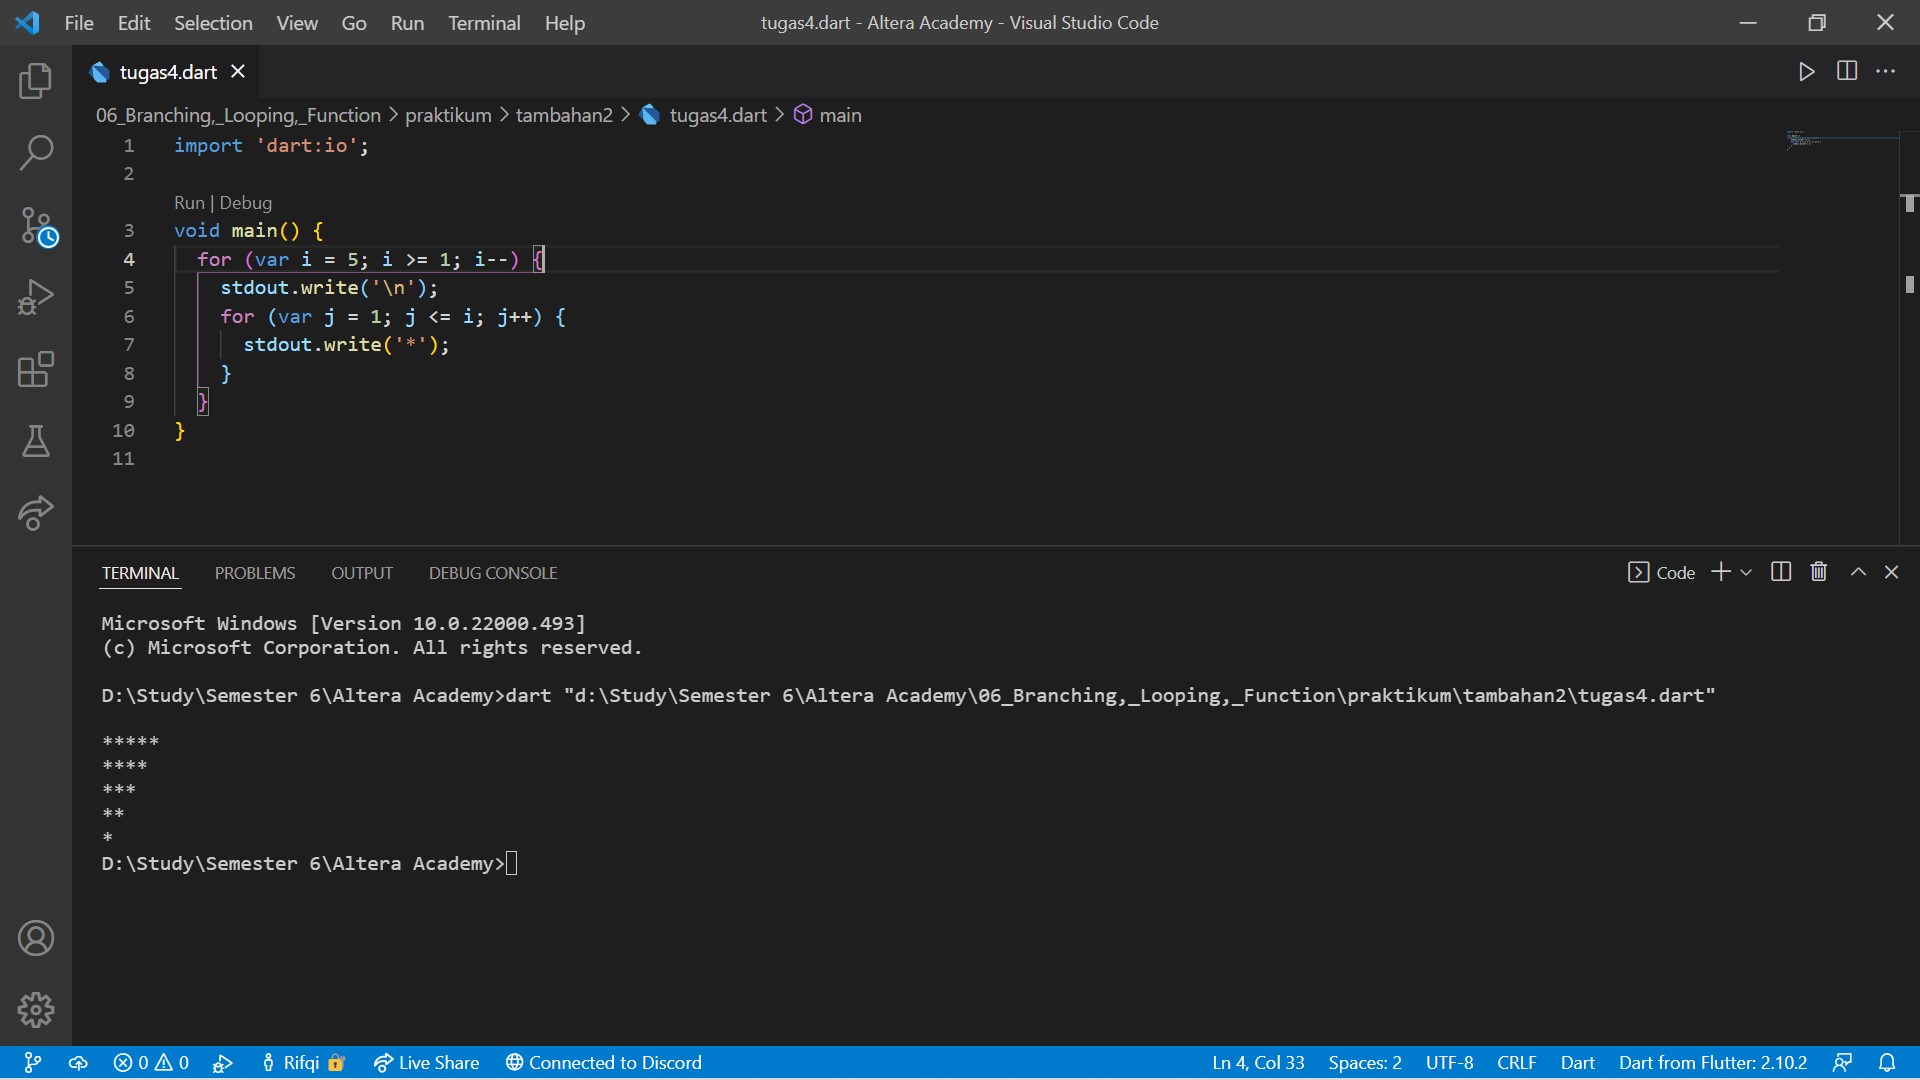 File Edit Selection View Go Run Terminal Help tugas4.dart - Altera Academy - Visual Studio Code
tugas4.dart
06_Branching,_Looping,_Function > praktikum > tambahan2 > tugas4.dart > main
1 import 'dart:io';
2
Run | Debug
3 void main() {
4   for (var i = 5; i >= 1; i--) {
5     stdout.write('\n');
6     for (var j = 1; j <= i; j++) {
7       stdout.write('*');
8     }
9   }
10 }
11
TERMINAL PROBLEMS OUTPUT DEBUG CONSOLE Code
Microsoft Windows [Version 10.0.22000.493]
(c) Microsoft Corporation. All rights reserved.
D:\Study\Semester 6\Altera Academy>dart "d:\Study\Semester 6\Altera Academy\06_Branching,_Looping,_Function\praktikum\tambahan2\tugas4.dart"
*****
****
***
**
*
D:\Study\Semester 6\Altera Academy>
0 0 Rifqi Live Share Connected to Discord Ln 4, Col 33 Spaces: 2 UTF-8 CRLF Dart Dart from Flutter: 2.10.2